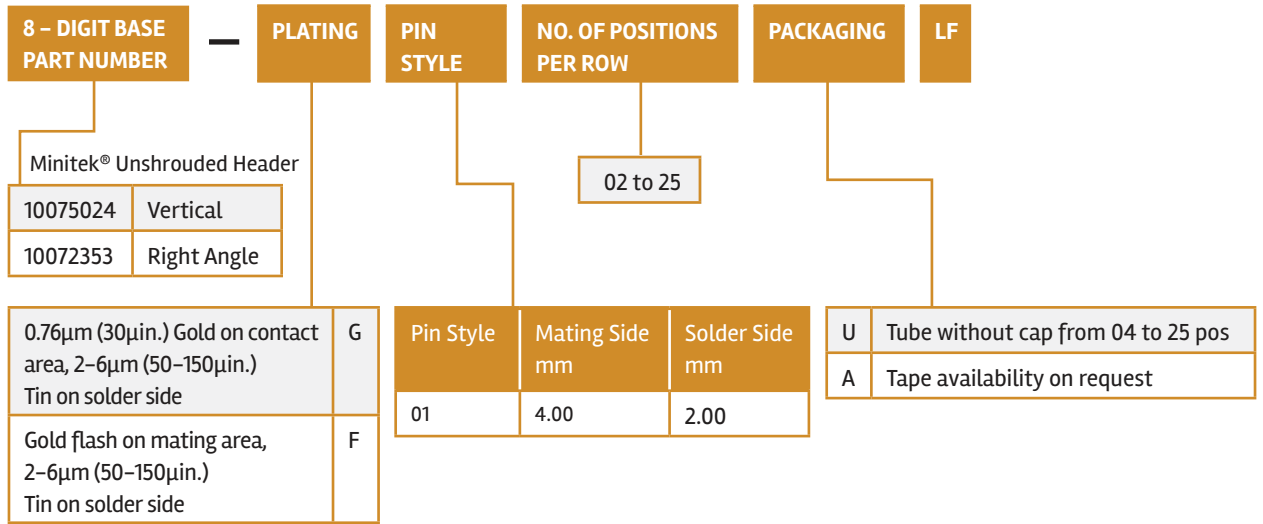 8 – DIGIT BASE
PART NUMBER
—
PLATING
PIN
STYLE
NO. OF POSITIONS
PER ROW
PACKAGING
LF
Minitek® Unshrouded Header
10075024 Vertical
10072353 Right Angle
02 to 25
0.76μm (30μin.) Gold on contact
area, 2–6μm (50–150μin.)
Tin on solder side
G
Gold flash on mating area,
2–6μm (50–150μin.)
Tin on solder side
F
Pin Style
Mating Side
mm
Solder Side
mm
01 4.00 2.00
U Tube without cap from 04 to 25 pos
A Tape availability on request